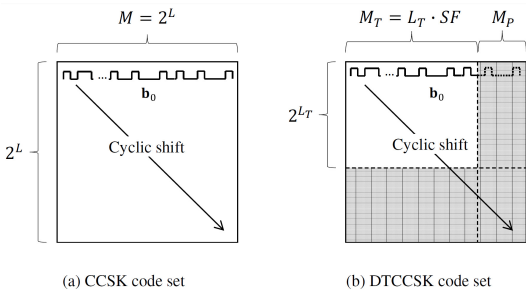 M = 2^L
M_T = L_T · SF
M_P
...
...
b_0
b_0
2^L
2^{L_T}
Cyclic shift
Cyclic shift
(a) CCSK code set
(b) DTCCSK code set